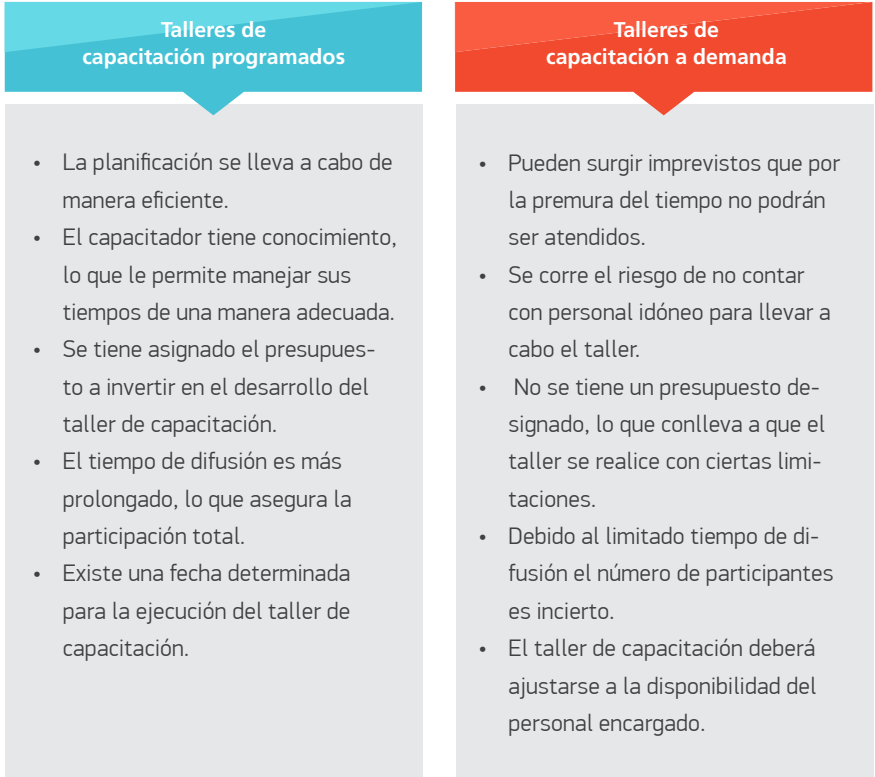 Talleres de
capacitación programados
• La planificación se lleva a cabo de
manera eficiente.
• El capacitador tiene conocimiento,
lo que le permite manejar sus
tiempos de una manera adecuada.
• Se tiene asignado el presupues-
to a invertir en el desarrollo del
taller de capacitación.
• El tiempo de difusión es más
prolongado, lo que asegura la
participación total.
• Existe una fecha determinada
para la ejecución del taller de
capacitación.
Talleres de
capacitación a demanda
• Pueden surgir imprevistos que por
la premura del tiempo no podrán
ser atendidos.
• Se corre el riesgo de no contar
con personal idóneo para llevar a
cabo el taller.
• No se tiene un presupuesto de-
signado, lo que conlleva a que el
taller se realice con ciertas limi-
taciones.
• Debido al limitado tiempo de di-
fusión el número de participantes
es incierto.
• El taller de capacitación deberá
ajustarse a la disponibilidad del
personal encargado.